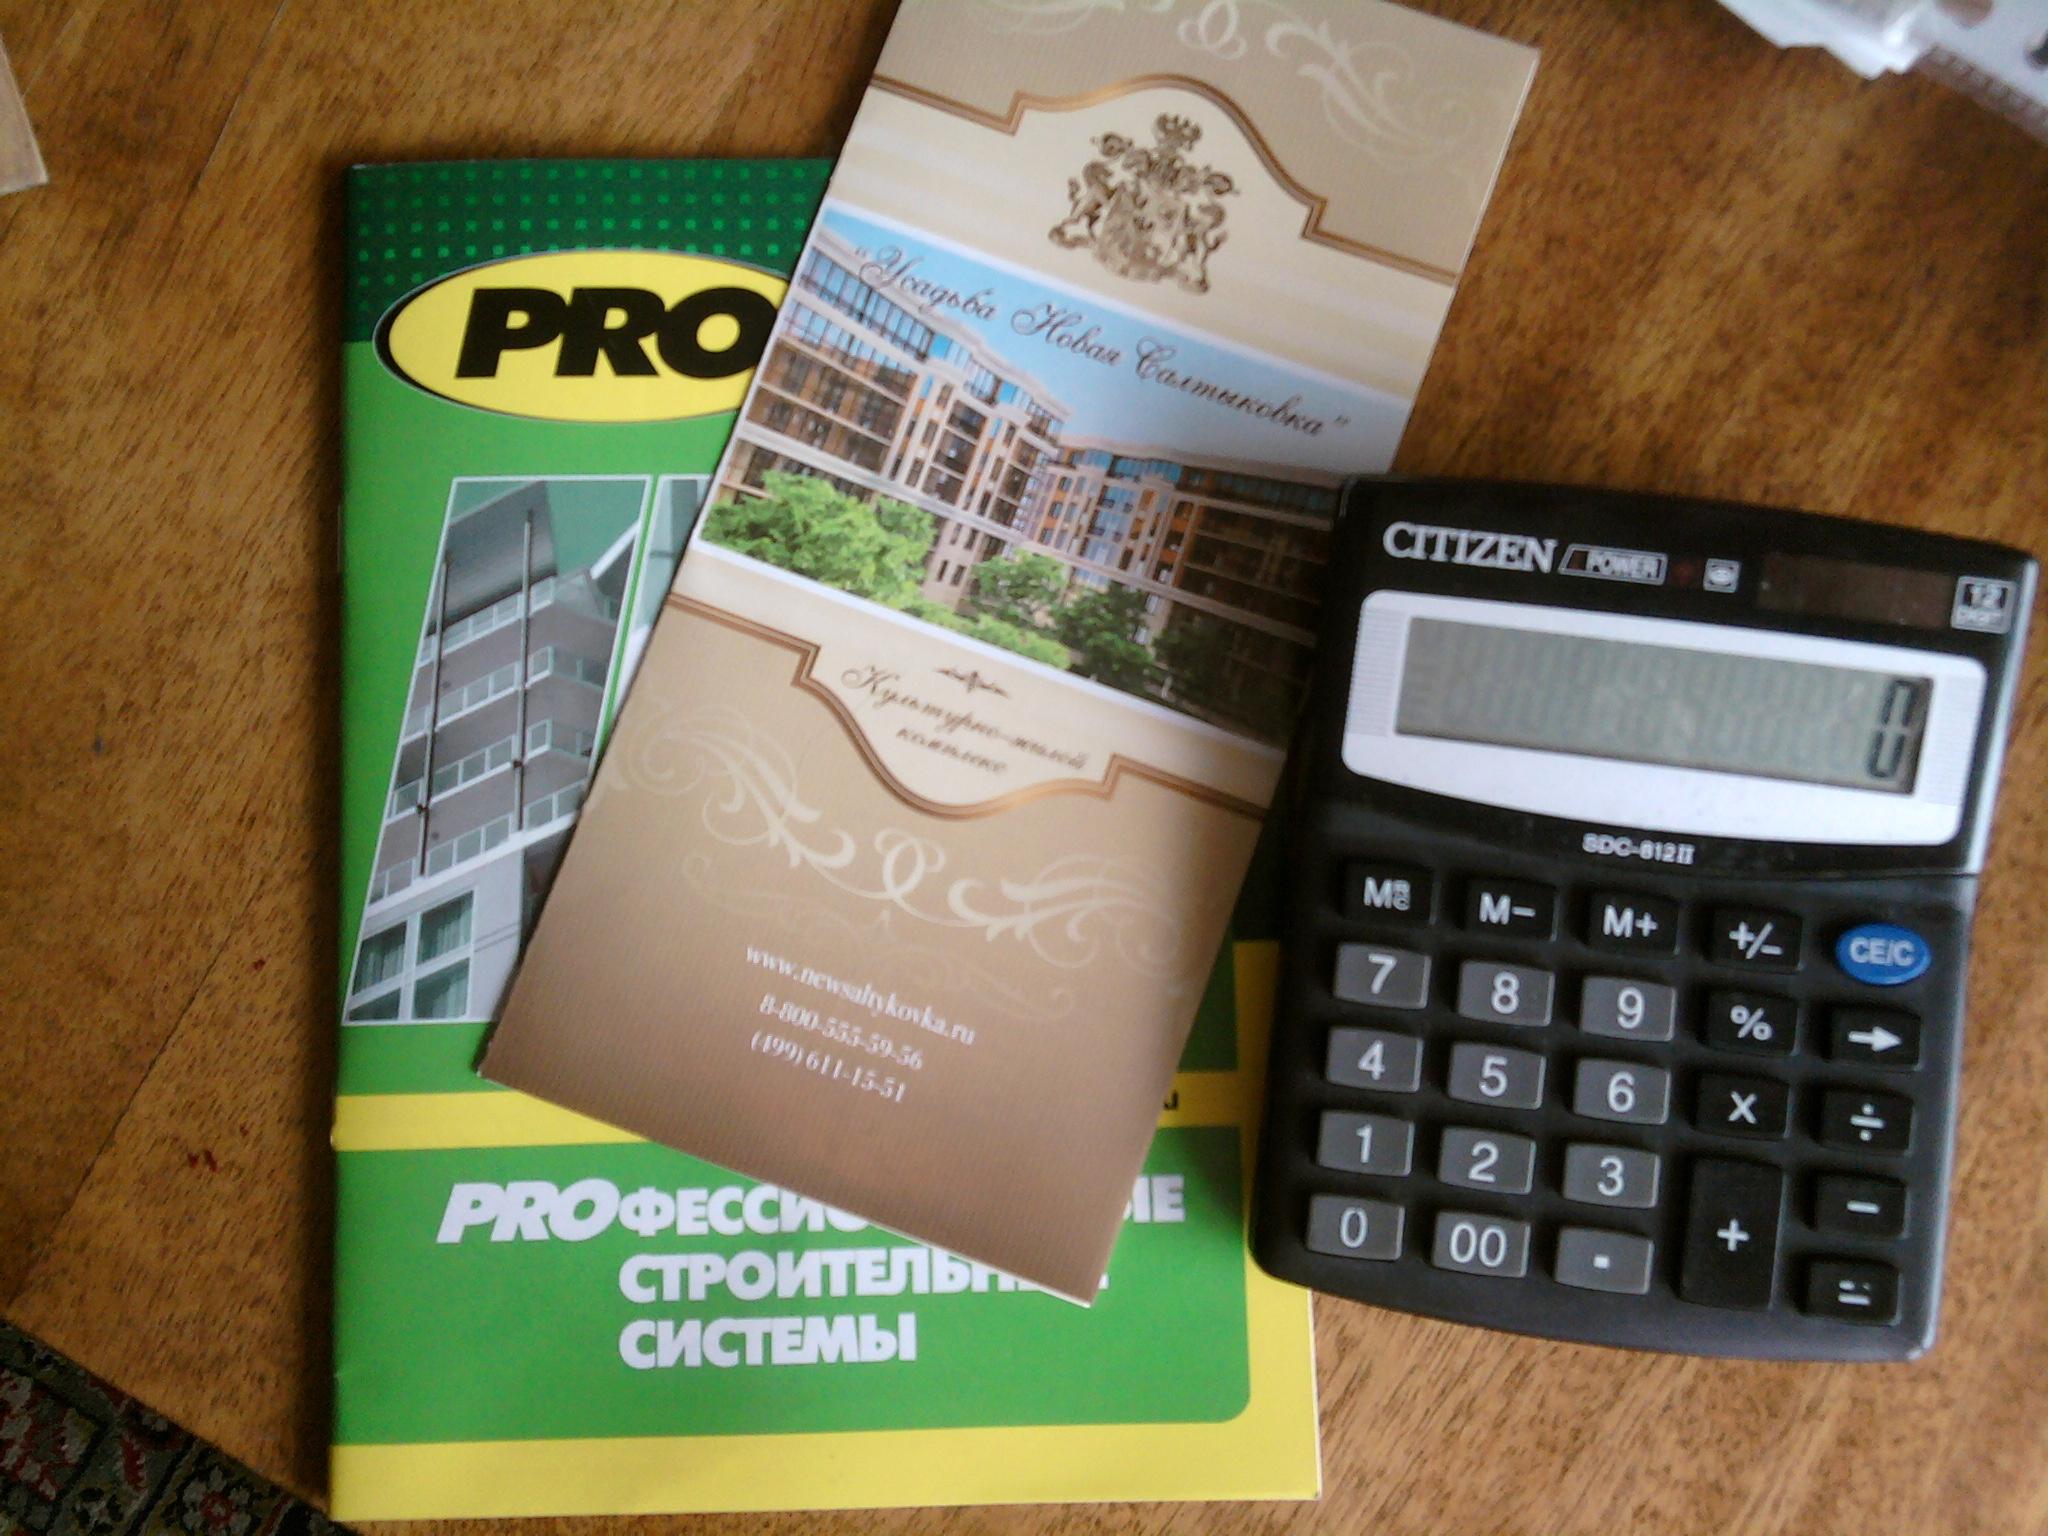 PRO
PROФЕССИО
СИСТЕМЫ
"Усадьба Новая Салтыковка"
Культурно-жилой
комплекс
www.newsaltykovka.ru
8-800-555-59-56
(499) 611-15-51
CITIZEN POWER
12
0
SDC-812II
MRC M− M+ +/− CE/C
7 8 9 % →
4 5 6 X ÷
1 2 3 + −
0 00 . =